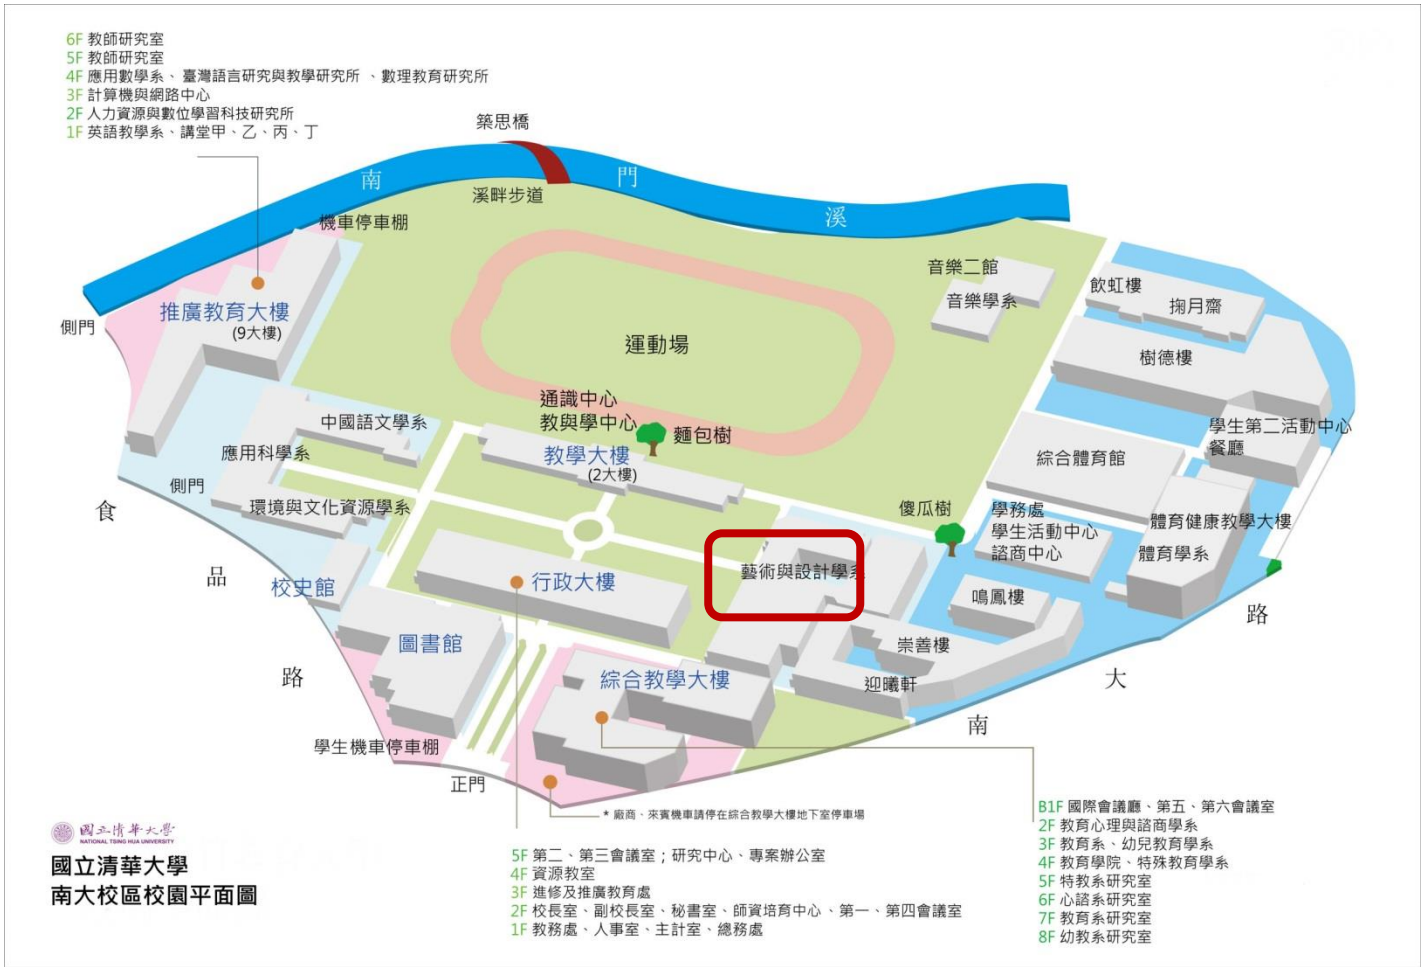 6F 教師研究室
5F 教師研究室
4F 應用數學系、臺灣語言研究與教學研究所 、數理教育研究所
3F 計算機與網路中心
2F 人力資源與數位學習科技研究所
1F 英語教學系、講堂甲、乙、丙、丁
築思橋
南
門
溪
溪畔步道
機車停車棚
音樂二館
音樂學系
飲虹樓
掬月齋
推廣教育大樓
(9大樓)
側門
運動場
樹德樓
通識中心
教與學中心
麵包樹
中國語文學系
學生第二活動中心
餐廳
應用科學系
教學大樓
(2大樓)
綜合體育館
側門
環境與文化資源學系
傻瓜樹
學務處
學生活動中心
諮商中心
體育健康教學大樓
體育學系
食
品
路
校史館
行政大樓
藝術與設計學系
鳴鳳樓
圖書館
崇善樓
綜合教學大樓
迎曦軒
南
大
路
學生機車停車棚
正門
* 廠商、來賓機車請停在綜合教學大樓地下室停車場
5F 第二、第三會議室；研究中心、專案辦公室
4F 資源教室
3F 進修及推廣教育處
2F 校長室、副校長室、秘書室、師資培育中心、第一、第四會議室
1F 教務處、人事室、主計室、總務處
B1F 國際會議廳、第五、第六會議室
2F 教育心理與諮商學系
3F 教育系、幼兒教育學系
4F 教育學院、特殊教育學系
5F 特教系研究室
6F 心諮系研究室
7F 教育系研究室
8F 幼教系研究室
國立清華大學
NATIONAL TSING HUA UNIVERSITY
國立清華大學
南大校區校園平面圖